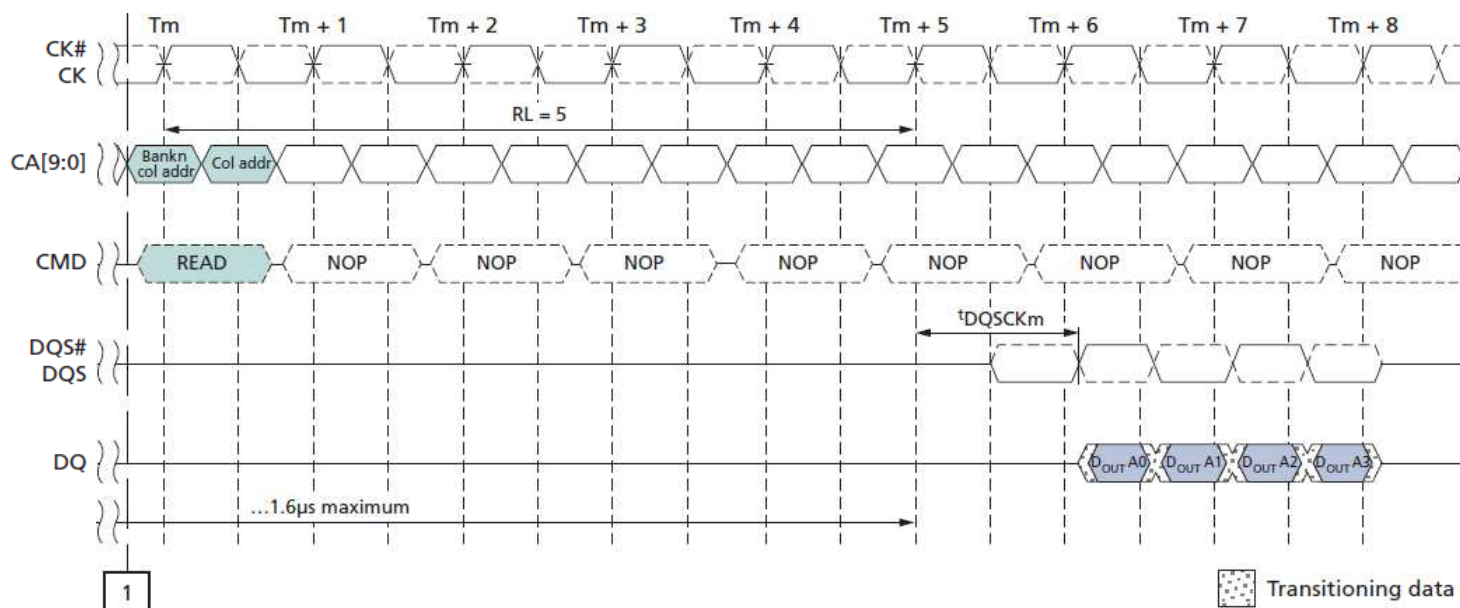 Tm Tm + 1 Tm + 2 Tm + 3 Tm + 4 Tm + 5 Tm + 6 Tm + 7 Tm + 8
CK#
CK
RL = 5
CA[9:0]
Bankn
col addr
Col addr
CMD
READ NOP NOP NOP NOP NOP NOP NOP NOP
tDQSCKm
DQS#
DQS
DQ
DOUT A0 DOUT A1 DOUT A2 DOUT A3
...1.6μs maximum
1
Transitioning data